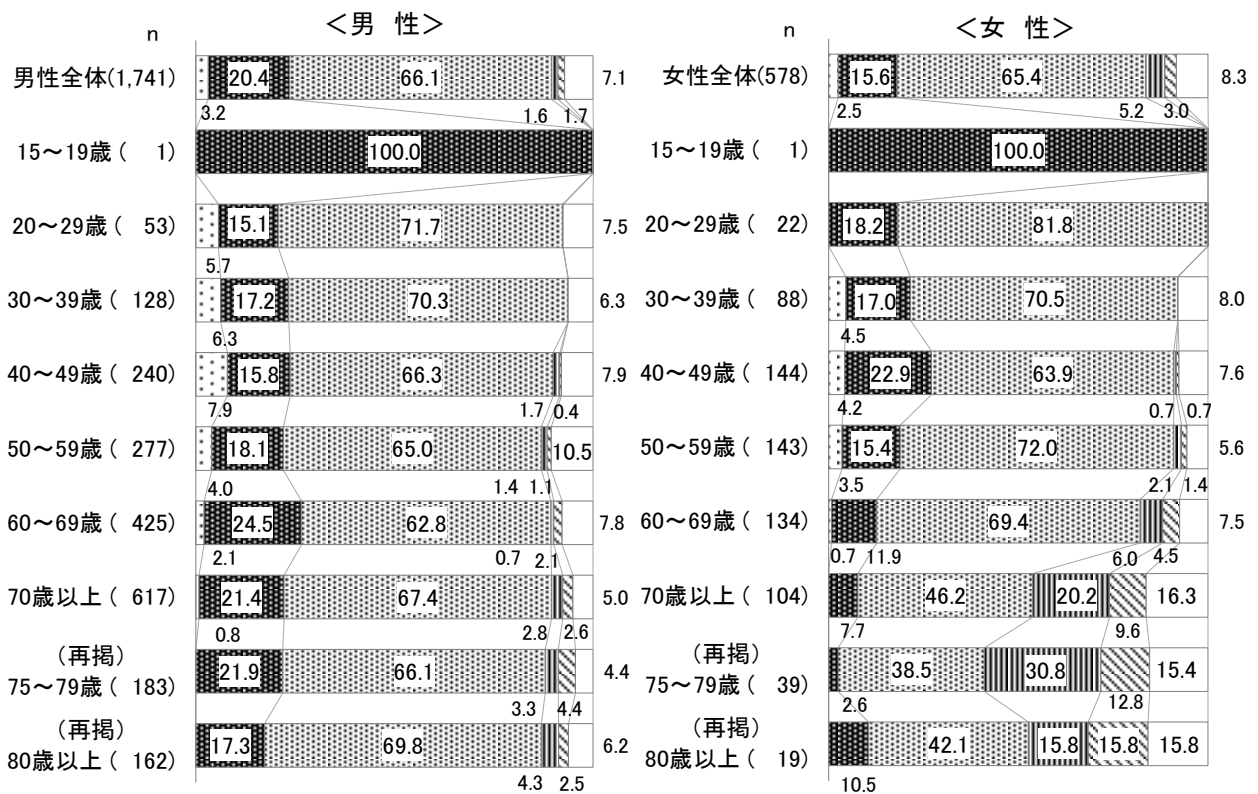 ＜男 性＞
n
男性全体(1,741) 20.4 66.1 7.1
3.2 1.6 1.7
15～19歳 ( 1) 100.0
20～29歳 ( 53) 15.1 71.7 7.5
5.7
30～39歳 ( 128) 17.2 70.3 6.3
6.3
40～49歳 ( 240) 15.8 66.3 7.9
7.9 1.7 0.4
50～59歳 ( 277) 18.1 65.0 10.5
4.0 1.4 1.1
60～69歳 ( 425) 24.5 62.8 7.8
2.1 0.7 2.1
70歳以上 ( 617) 21.4 67.4 5.0
0.8 2.8 2.6
(再掲)
75～79歳 ( 183) 21.9 66.1 4.4
3.3 4.4
(再掲)
80歳以上 ( 162) 17.3 69.8 6.2
4.3 2.5
＜女 性＞
n
女性全体(578) 15.6 65.4 8.3
2.5 5.2 3.0
15～19歳 ( 1) 100.0
20～29歳 ( 22) 18.2 81.8
30～39歳 ( 88) 17.0 70.5 8.0
4.5
40～49歳 ( 144) 22.9 63.9 7.6
4.2 0.7 0.7
50～59歳 ( 143) 15.4 72.0 5.6
3.5 2.1 1.4
60～69歳 ( 134) 69.4 7.5
0.7 11.9 6.0 4.5
70歳以上 ( 104) 46.2 20.2 16.3
7.7 9.6
(再掲)
75～79歳 ( 39) 38.5 30.8 15.4
2.6 12.8
(再掲)
80歳以上 ( 19) 42.1 15.8 15.8 15.8
10.5